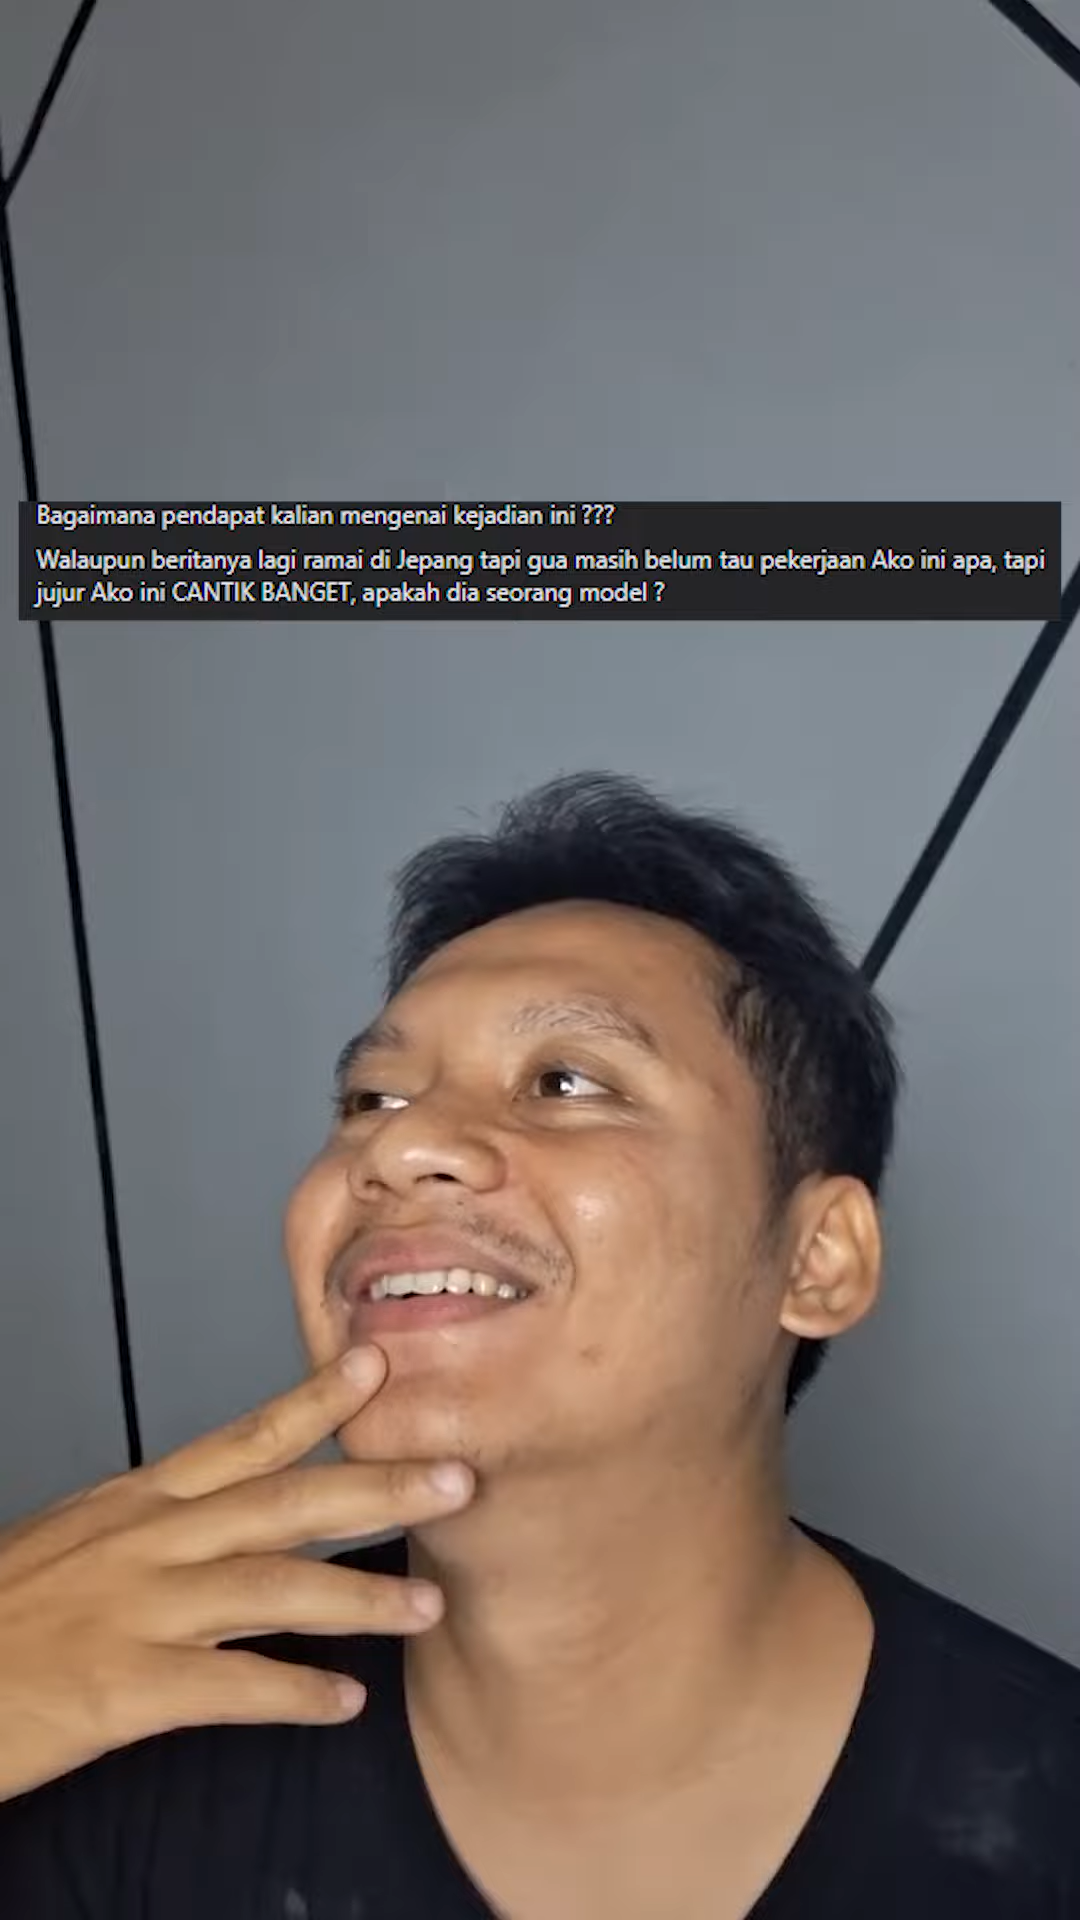 Bagaimana pendapat kalian mengenai kejadian ini ???
Walaupun beritanya lagi ramai di Jepang tapi gua masih belum tau pekerjaan Ako ini apa, tapi
jujur Ako ini CANTIK BANGET, apakah dia seorang model ?